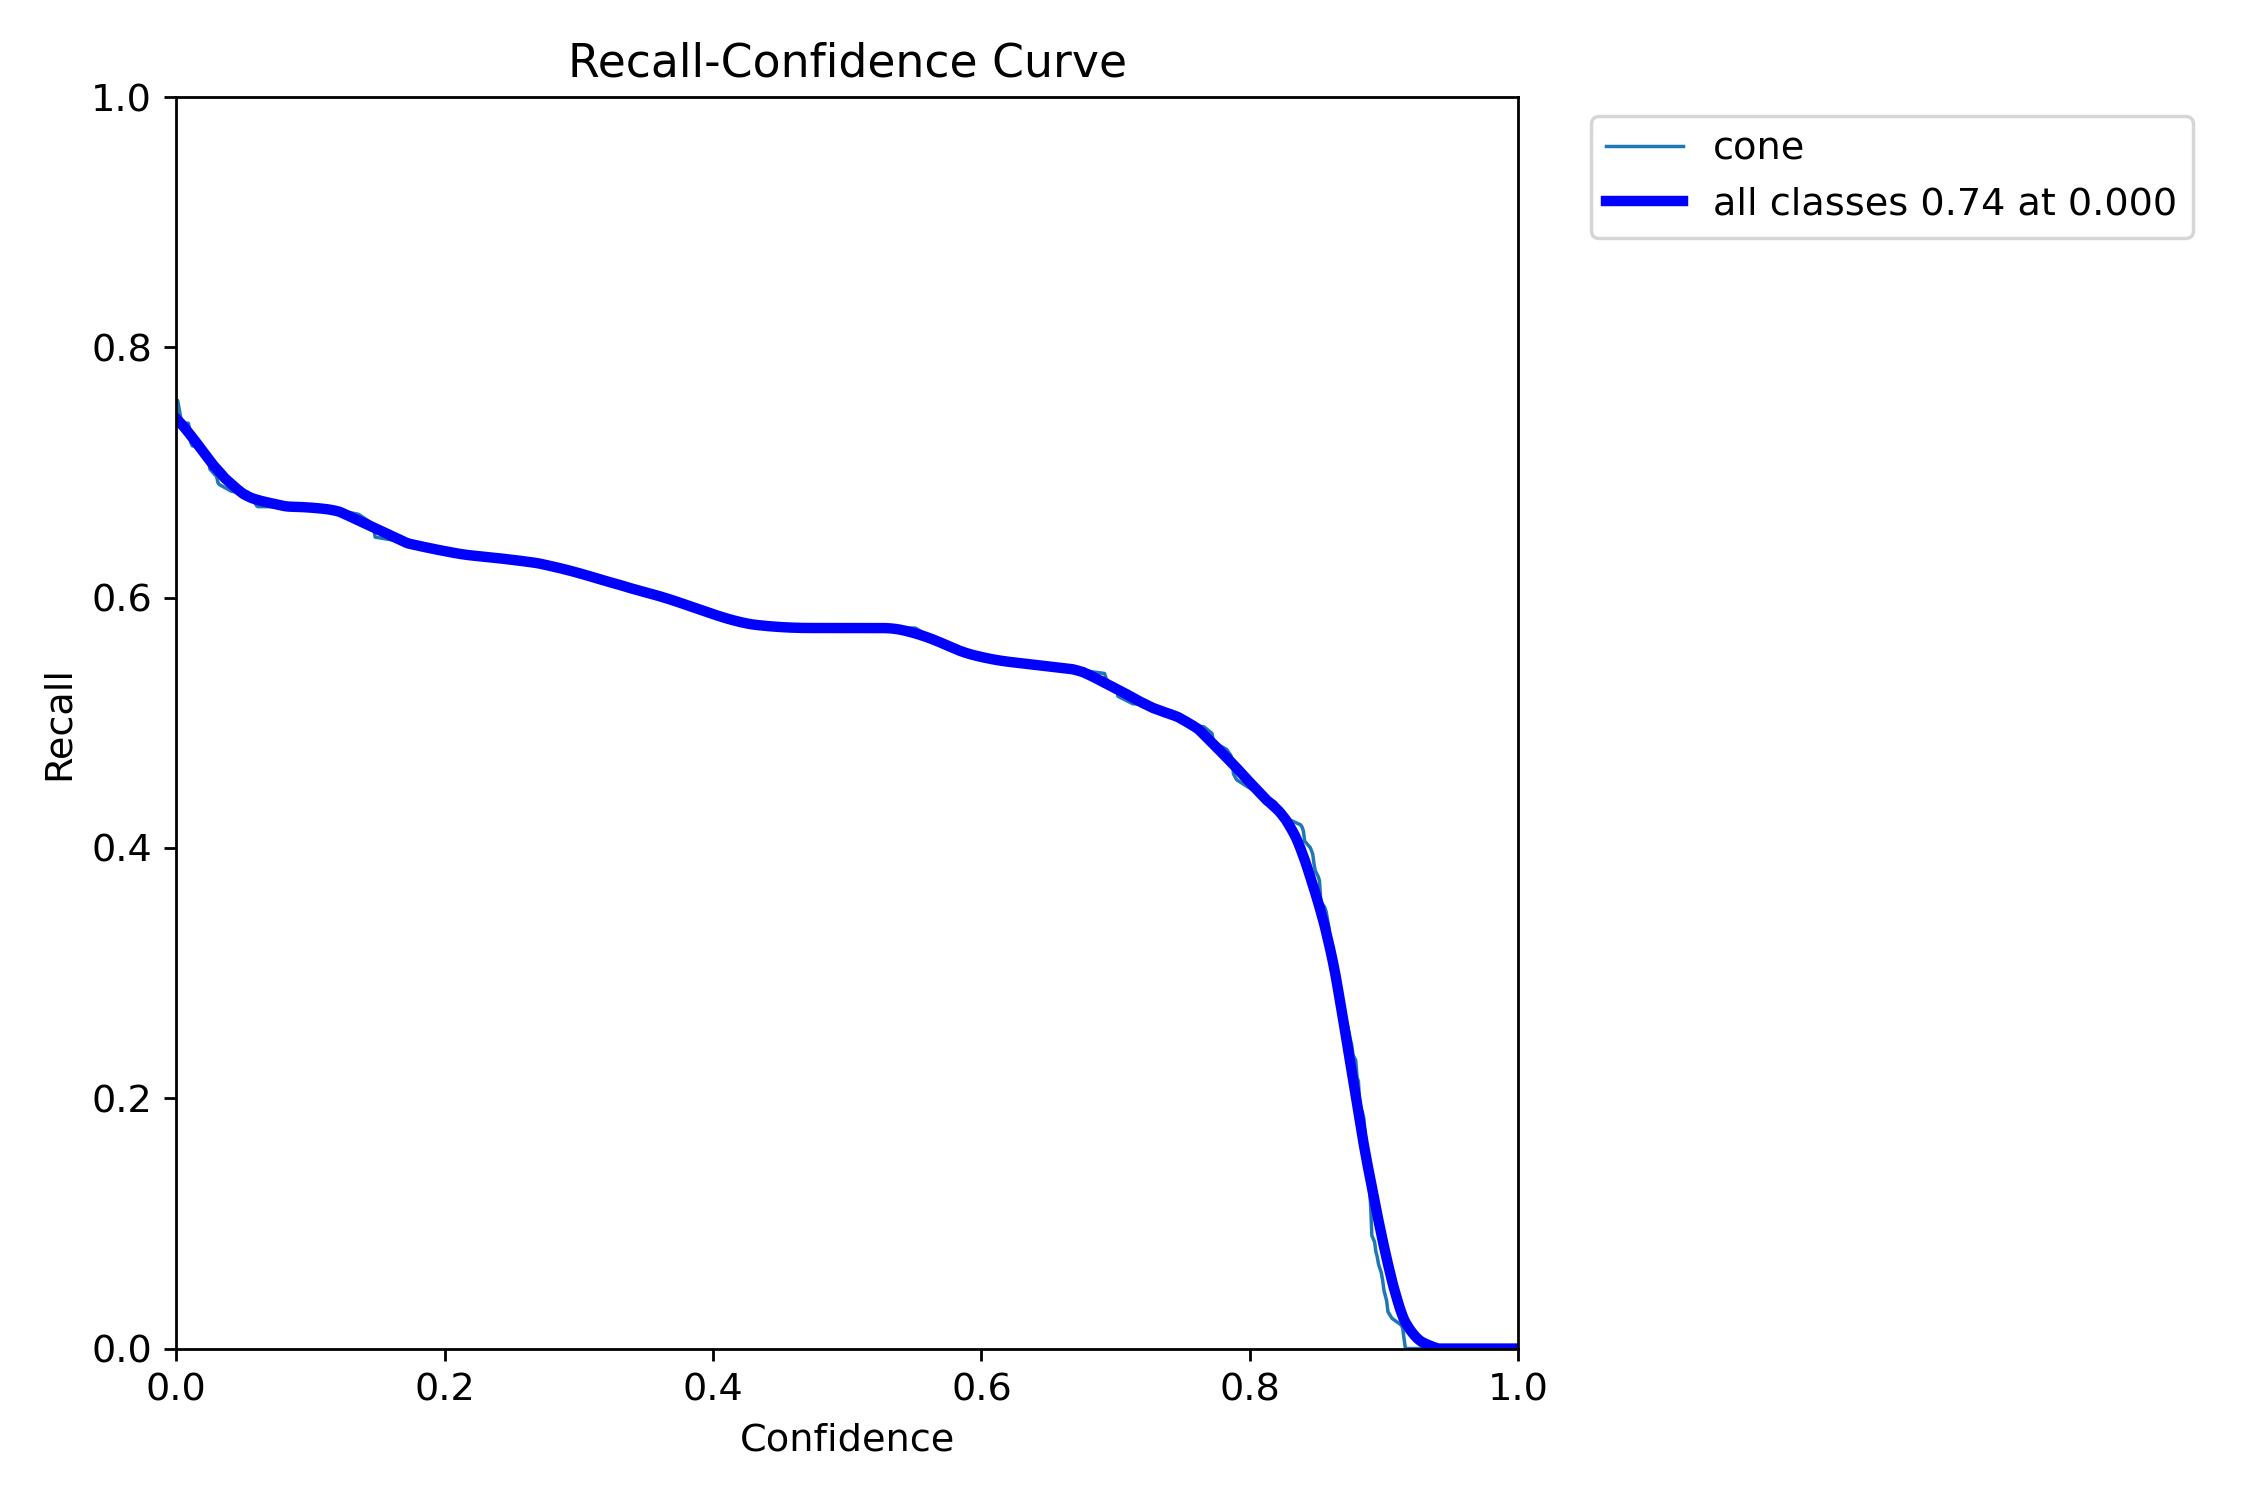 Recall-Confidence Curve
1.0
0.8
0.6
0.4
0.2
0.0
Recall
0.0 0.2 0.4 0.6 0.8 1.0
Confidence
cone
all classes 0.74 at 0.000